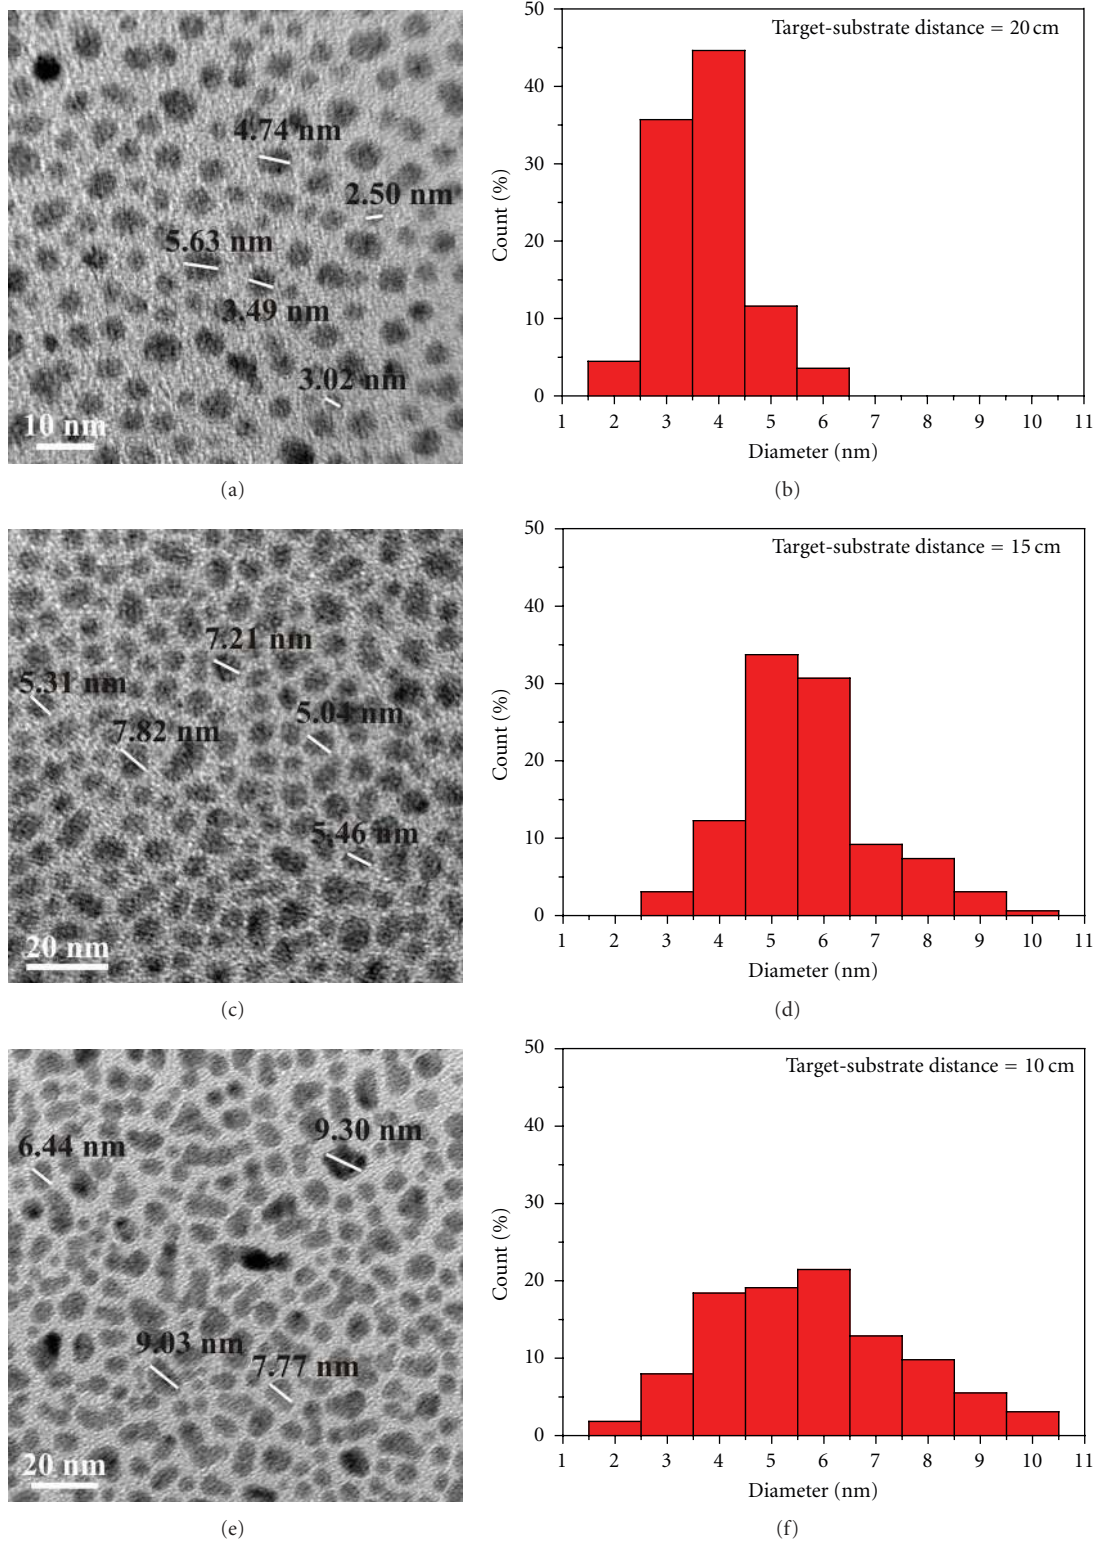 4.74 nm
2.50 nm
5.63 nm
3.49 nm
3.02 nm
10 nm
(a)
Target-substrate distance = 20 cm
50
40
30
20
10
0
Count (%)
1 2 3 4 5 6 7 8 9 10 11
Diameter (nm)
(b)
7.21 nm
5.31 nm
5.04 nm
7.82 nm
5.46 nm
20 nm
(c)
Target-substrate distance = 15 cm
50
40
30
20
10
0
Count (%)
1 2 3 4 5 6 7 8 9 10 11
Diameter (nm)
(d)
9.30 nm
6.44 nm
9.03 nm
7.77 nm
20 nm
(e)
Target-substrate distance = 10 cm
50
40
30
20
10
0
Count (%)
1 2 3 4 5 6 7 8 9 10 11
Diameter (nm)
(f)